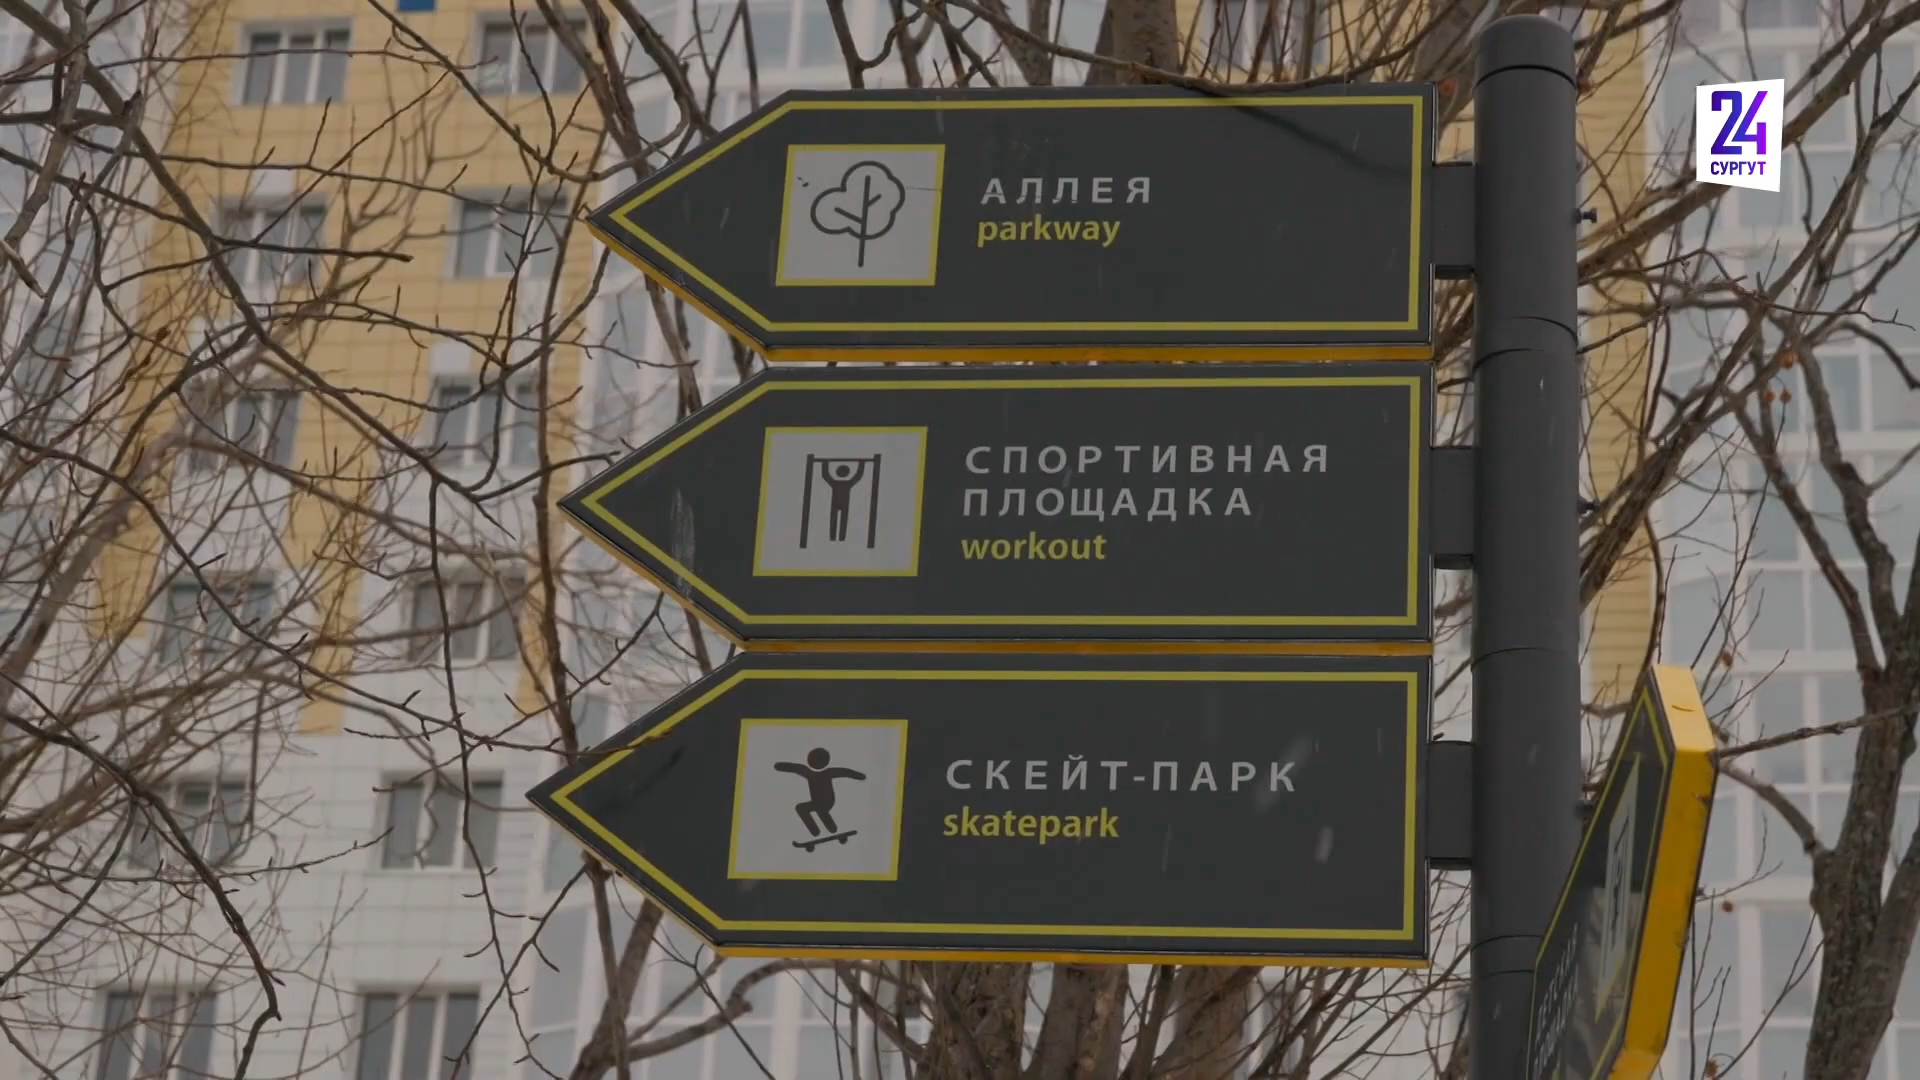 24
СУРГУТ
АЛЛЕЯ
parkway
СПОРТИВНАЯ
ПЛОЩАДКА
workout
СКЕЙТ-ПАРК
skatepark